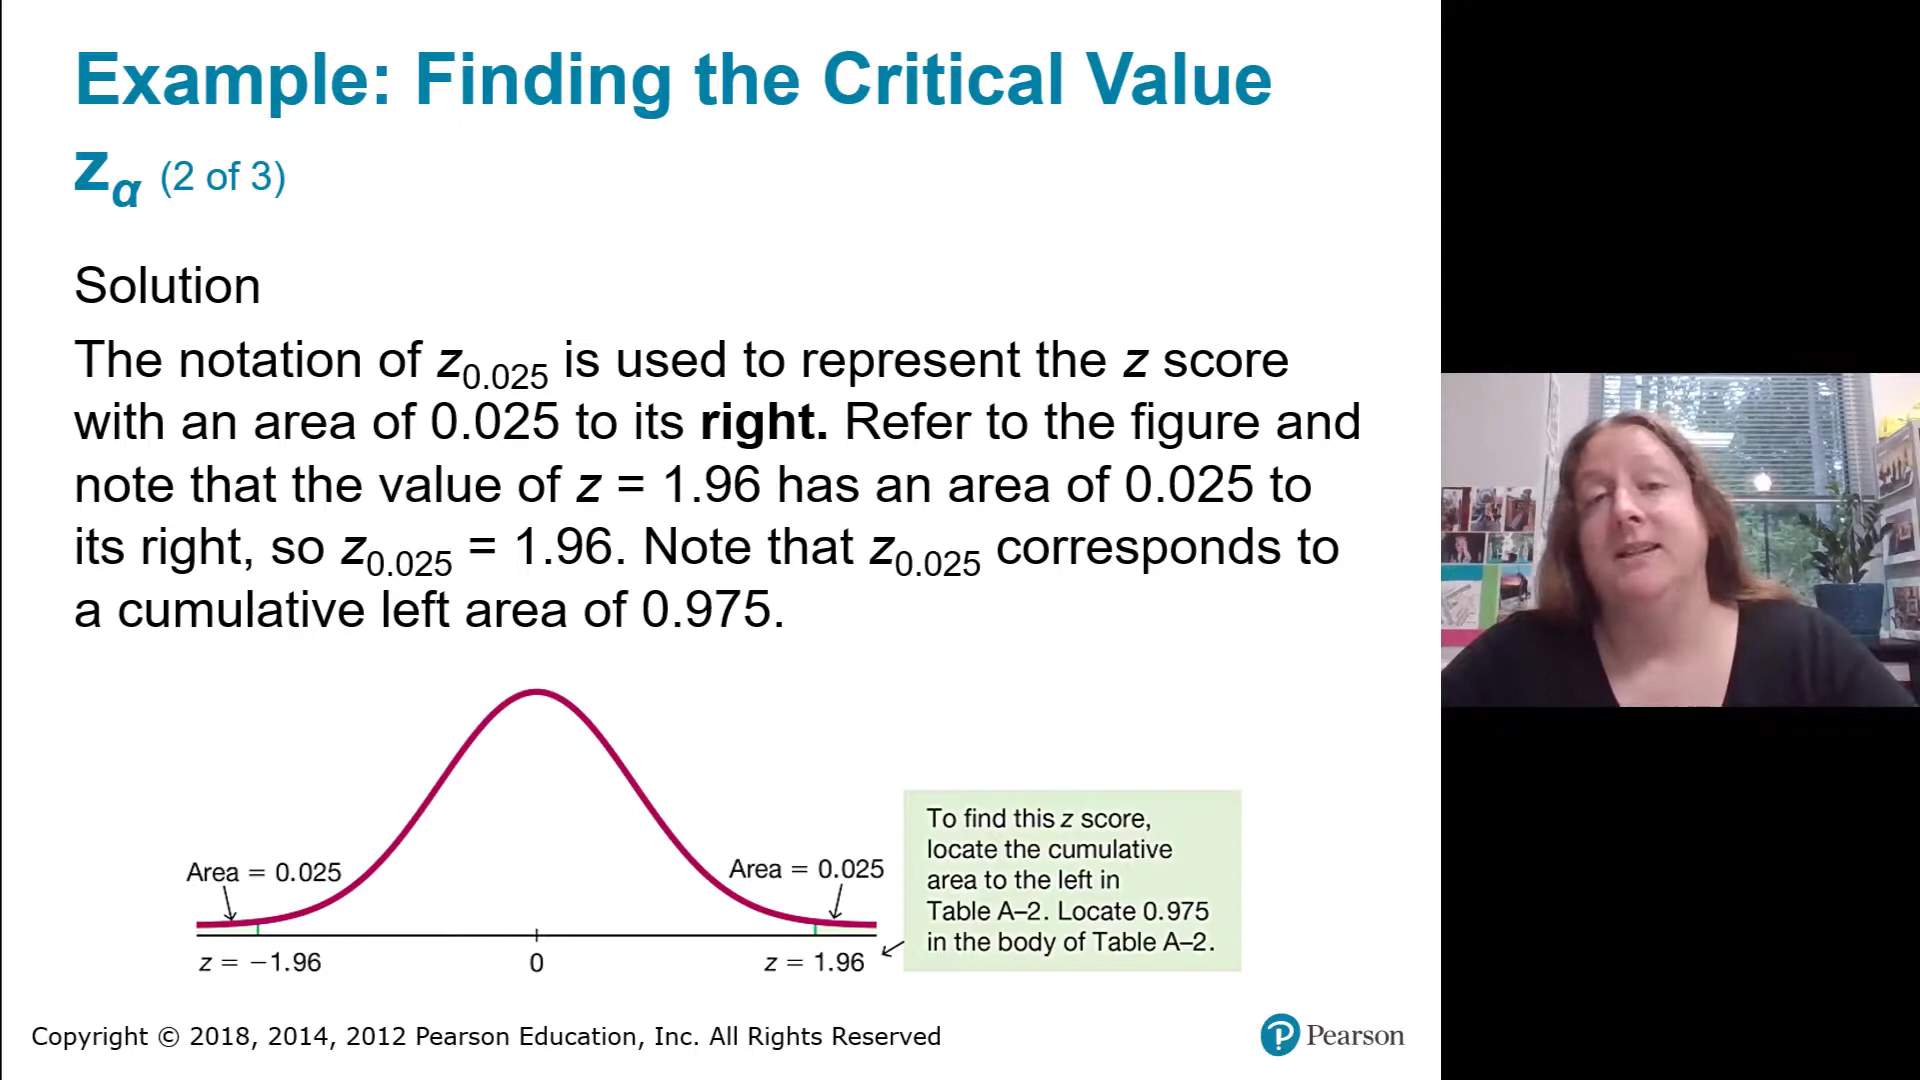 Example: Finding the Critical Value
zα (2 of 3)
Solution
The notation of z0.025 is used to represent the z score
with an area of 0.025 to its right. Refer to the figure and
note that the value of z = 1.96 has an area of 0.025 to
its right, so z0.025 = 1.96. Note that z0.025 corresponds to
a cumulative left area of 0.975.
Area = 0.025
Area = 0.025
z = −1.96
0
z = 1.96
To find this z score,
locate the cumulative
area to the left in
Table A–2. Locate 0.975
in the body of Table A–2.
Copyright © 2018, 2014, 2012 Pearson Education, Inc. All Rights Reserved
Pearson